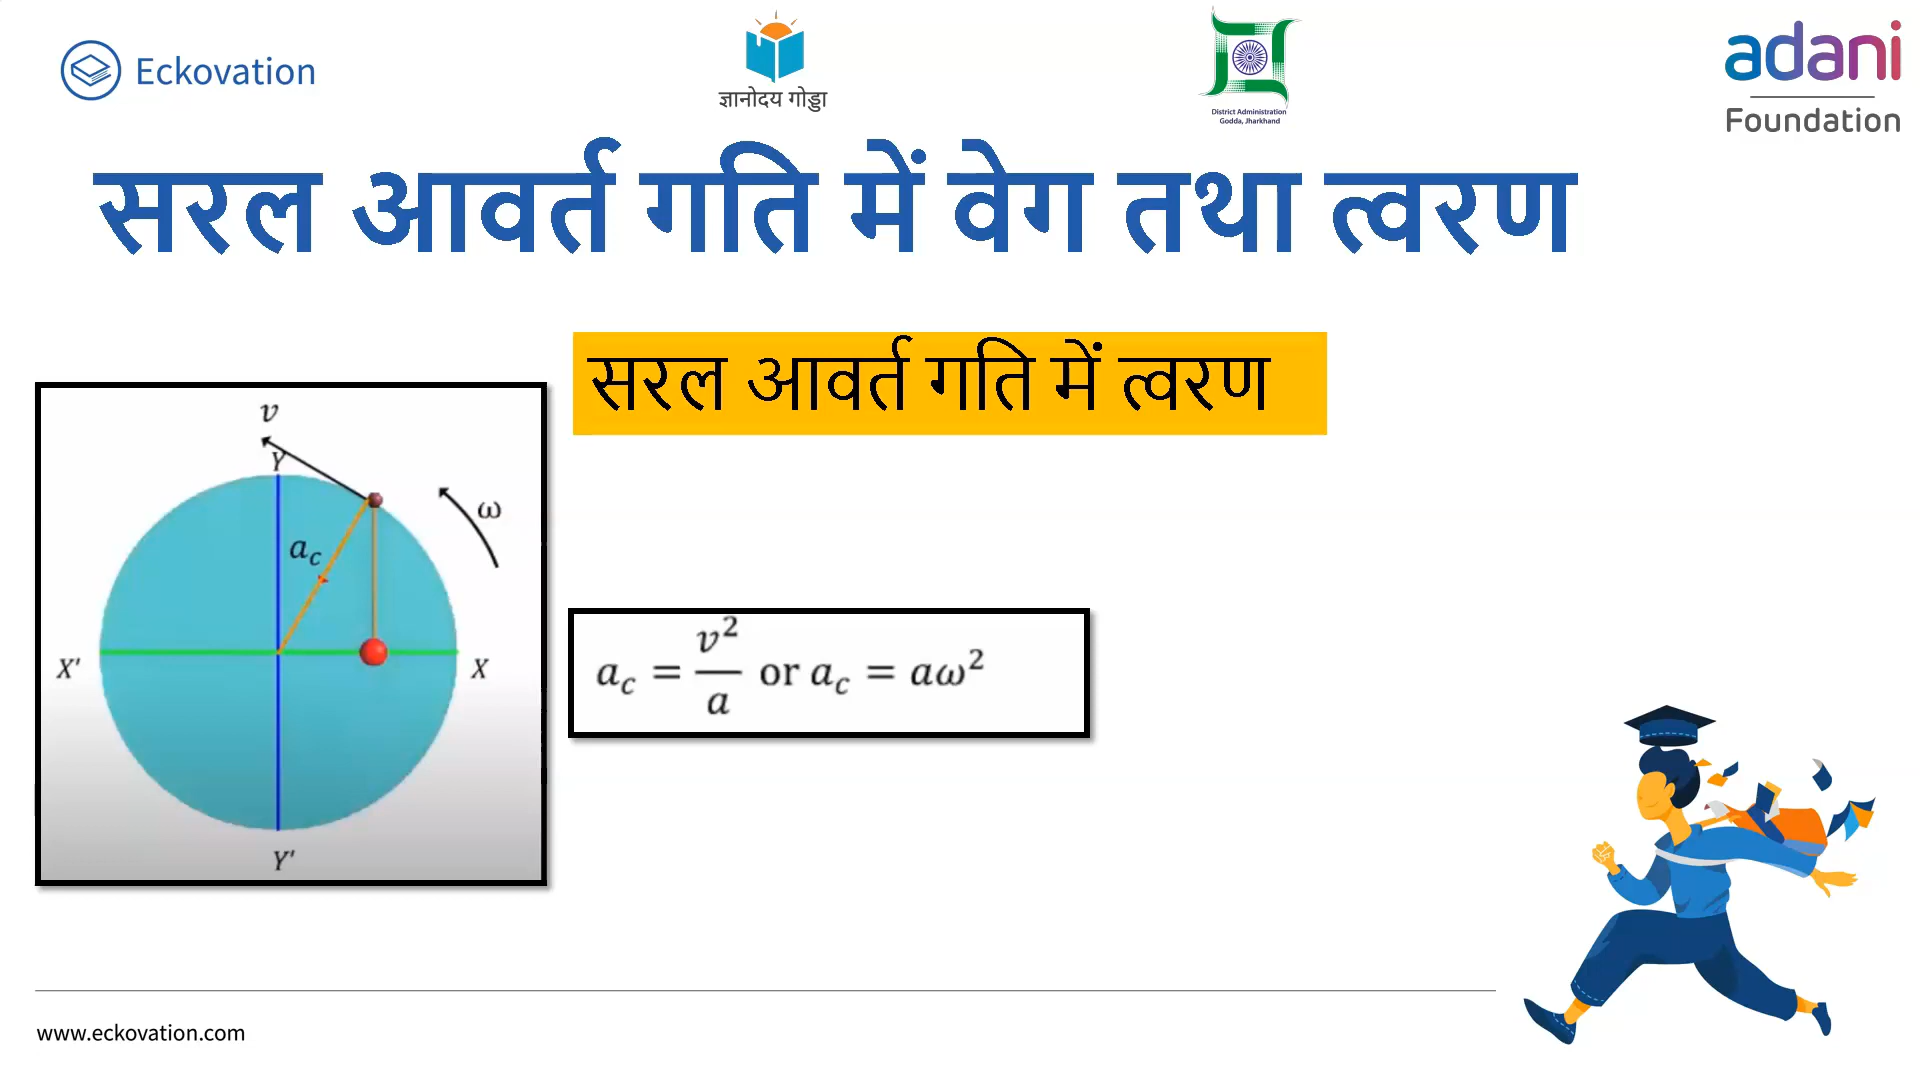 Eckovation
ज्ञानोदय गोड्डा
District Administration
Godda, Jharkhand
adani
Foundation
सरल आवर्त गति में वेग तथा त्वरण
सरल आवर्त गति में त्वरण
v
Y
ω
a_c
X'
X
Y'
a_c = v²/a or a_c = aω²
www.eckovation.com